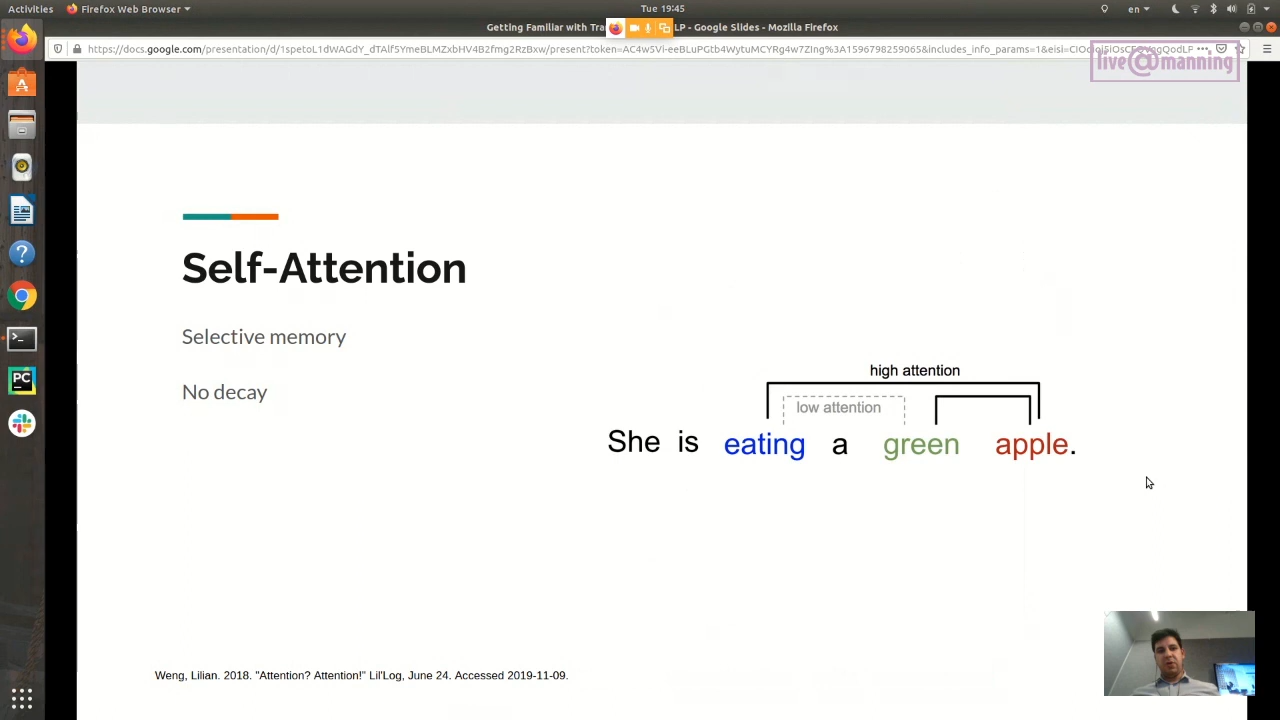 Activities
Firefox Web Browser
Tue 19:45
en
Getting Familiar with Tra
LP - Google Slides - Mozilla Firefox
live@manning
Self-Attention
Selective memory
No decay
high attention
low attention
She is eating a green apple.
Weng, Lilian. 2018. "Attention? Attention!" Lil'Log, June 24. Accessed 2019-11-09.